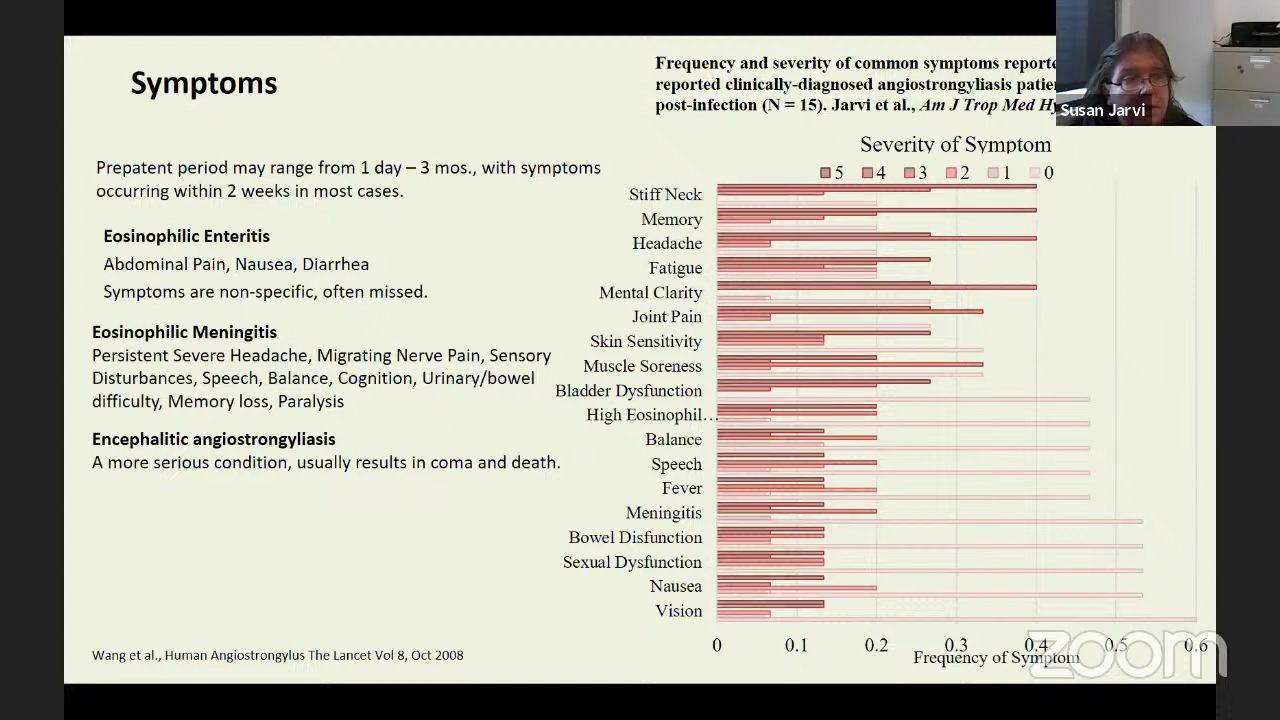 Symptoms
Prepatent period may range from 1 day – 3 mos., with symptoms
occurring within 2 weeks in most cases.
Eosinophilic Enteritis
Abdominal Pain, Nausea, Diarrhea
Symptoms are non-specific, often missed.
Eosinophilic Meningitis
Persistent Severe Headache, Migrating Nerve Pain, Sensory
Disturbances, Speech, Balance, Cognition, Urinary/bowel
difficulty, Memory loss, Paralysis
Encephalitic angiostrongyliasis
A more serious condition, usually results in coma and death.
Wang et al., Human Angiostrongylus The Lancet Vol 8, Oct 2008
Frequency and severity of common symptoms
reported clinically-diagnosed angiostrongyliasis
post-infection (N = 15). Jarvi et al., Am J Trop Med
Susan Jarvi
Severity of Symptom
5 4 3 2 1 0
Stiff Neck
Memory
Headache
Fatigue
Mental Clarity
Joint Pain
Skin Sensitivity
Muscle Soreness
Bladder Dysfunction
High Eosinophil…
Balance
Speech
Fever
Meningitis
Bowel Disfunction
Sexual Dysfunction
Nausea
Vision
0 0.1 0.2 0.3 0.4 0.5 0.6
Frequency of Symptom
zoom